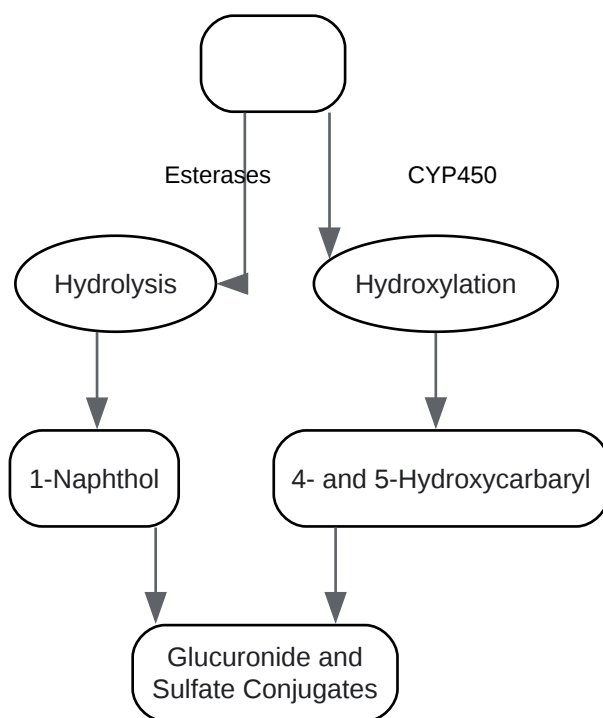 Esterases
CYP450
Hydrolysis
Hydroxylation
1-Naphthol
4- and 5-Hydroxycarbaryl
Glucuronide and
Sulfate Conjugates